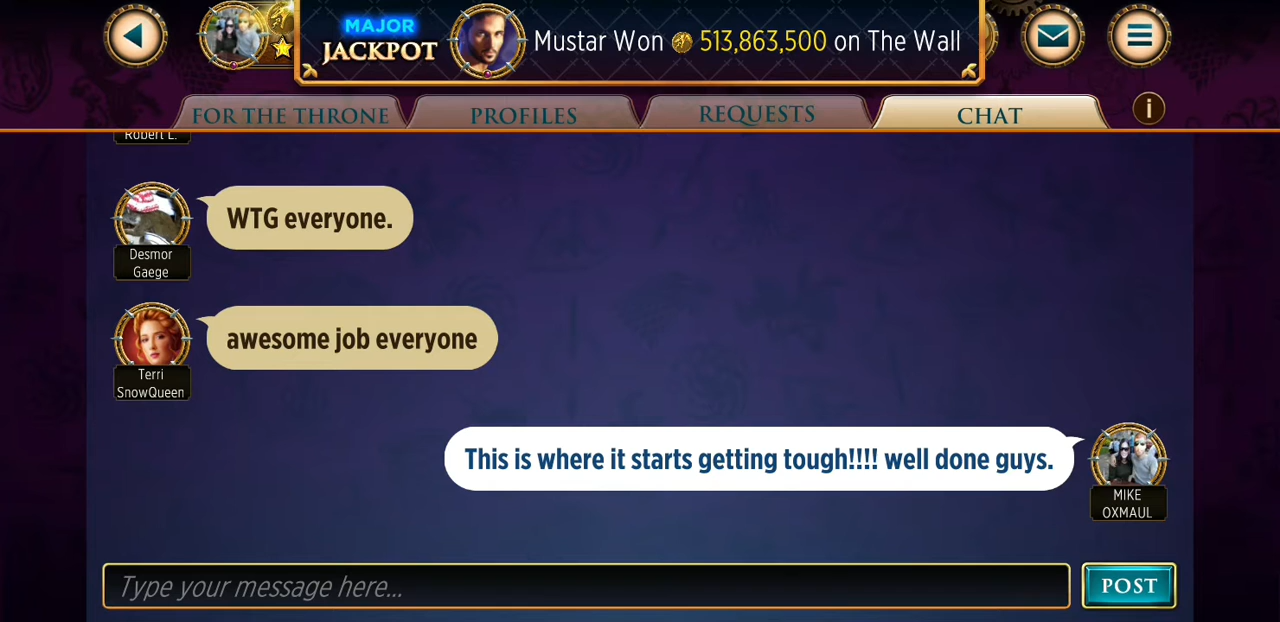 MAJOR
JACKPOT
Mustar Won 513,863,500 on The Wall
FOR THE THRONE
PROFILES
REQUESTS
CHAT
i
Robert L.
WTG everyone.
Desmor
Gaege
awesome job everyone
Terri
SnowQueen
This is where it starts getting tough!!!! well done guys.
MIKE
OXMAUL
Type your message here...
POST